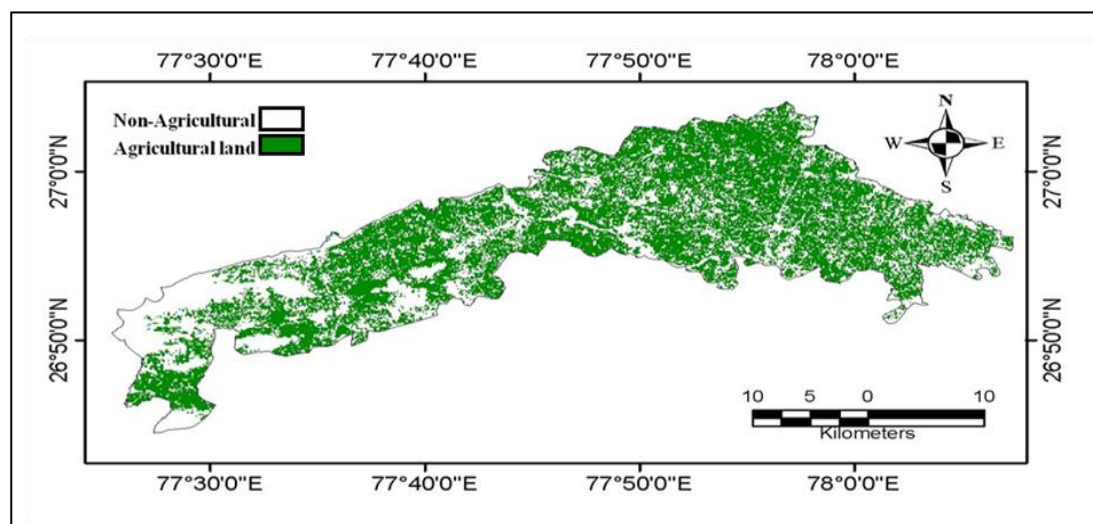 77°30'0"E 77°40'0"E 77°50'0"E 78°0'0"E
Non-Agricultural
Agricultural land
N
W E
S
27°0'0"N 27°0'0"N
26°50'0"N 26°50'0"N
10 5 0 10
Kilometers
77°30'0"E 77°40'0"E 77°50'0"E 78°0'0"E